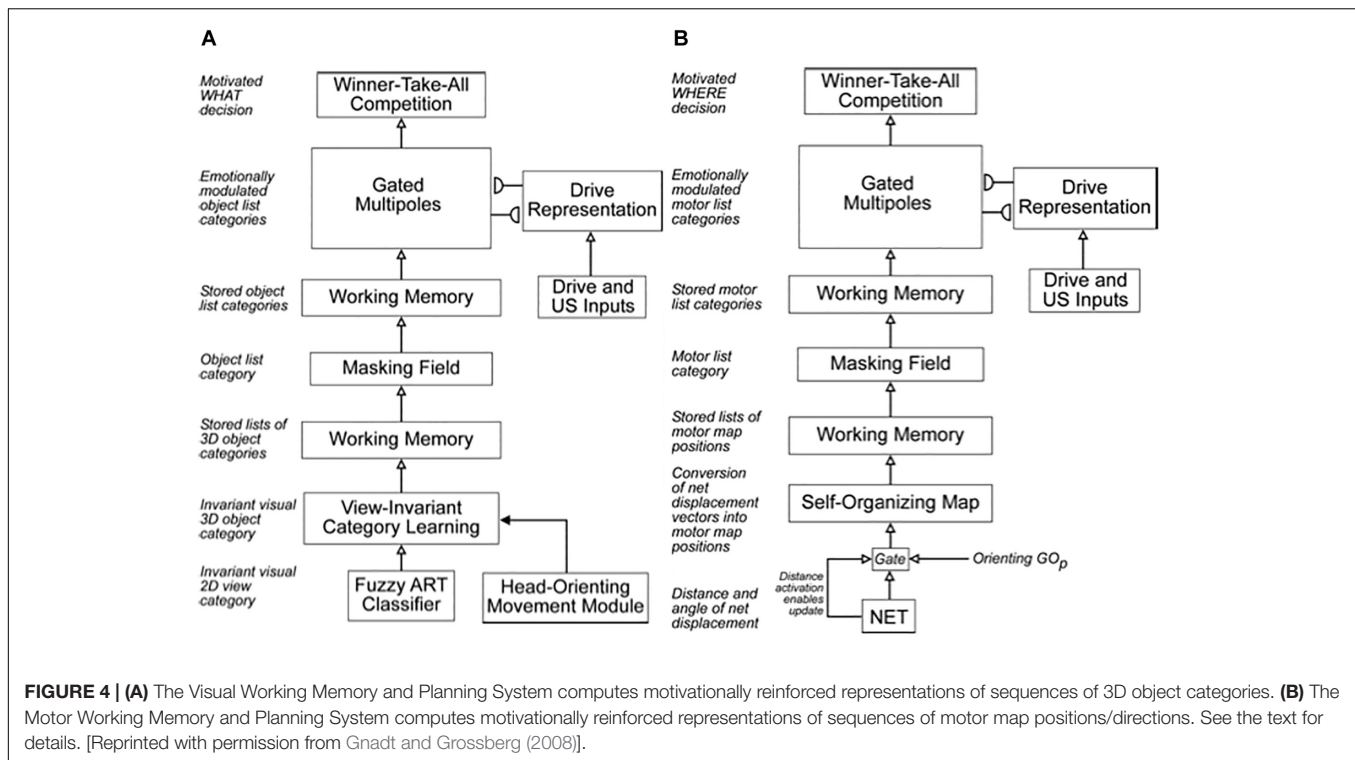 A
Motivated
WHAT
decision
Winner-Take-All
Competition
Emotionally
modulated
object list
categories
Gated
Multipoles
Drive
Representation
Stored object
list categories
Working Memory
Drive and
US Inputs
Object list
category
Masking Field
Stored lists of
3D object
categories
Working Memory
Invariant visual
3D object
category
View-Invariant
Category Learning
Invariant visual
2D view
category
Fuzzy ART
Classifier
Head-Orienting
Movement Module
B
Motivated
WHERE
decision
Winner-Take-All
Competition
Emotionally
modulated
motor list
categories
Gated
Multipoles
Drive
Representation
Stored motor
list categories
Working Memory
Drive and
US Inputs
Motor list
category
Masking Field
Stored lists of
motor map
positions
Working Memory
Conversion
of net
displacement
vectors into
motor map
positions
Self-Organizing Map
Gate
Orienting GOp
Distance
activation
enables
update
Distance and
angle of net
displacement
NET
FIGURE 4 | (A) The Visual Working Memory and Planning System computes motivationally reinforced representations of sequences of 3D object categories. (B) The
Motor Working Memory and Planning System computes motivationally reinforced representations of sequences of motor map positions/directions. See the text for
details. [Reprinted with permission from Gnadt and Grossberg (2008)].